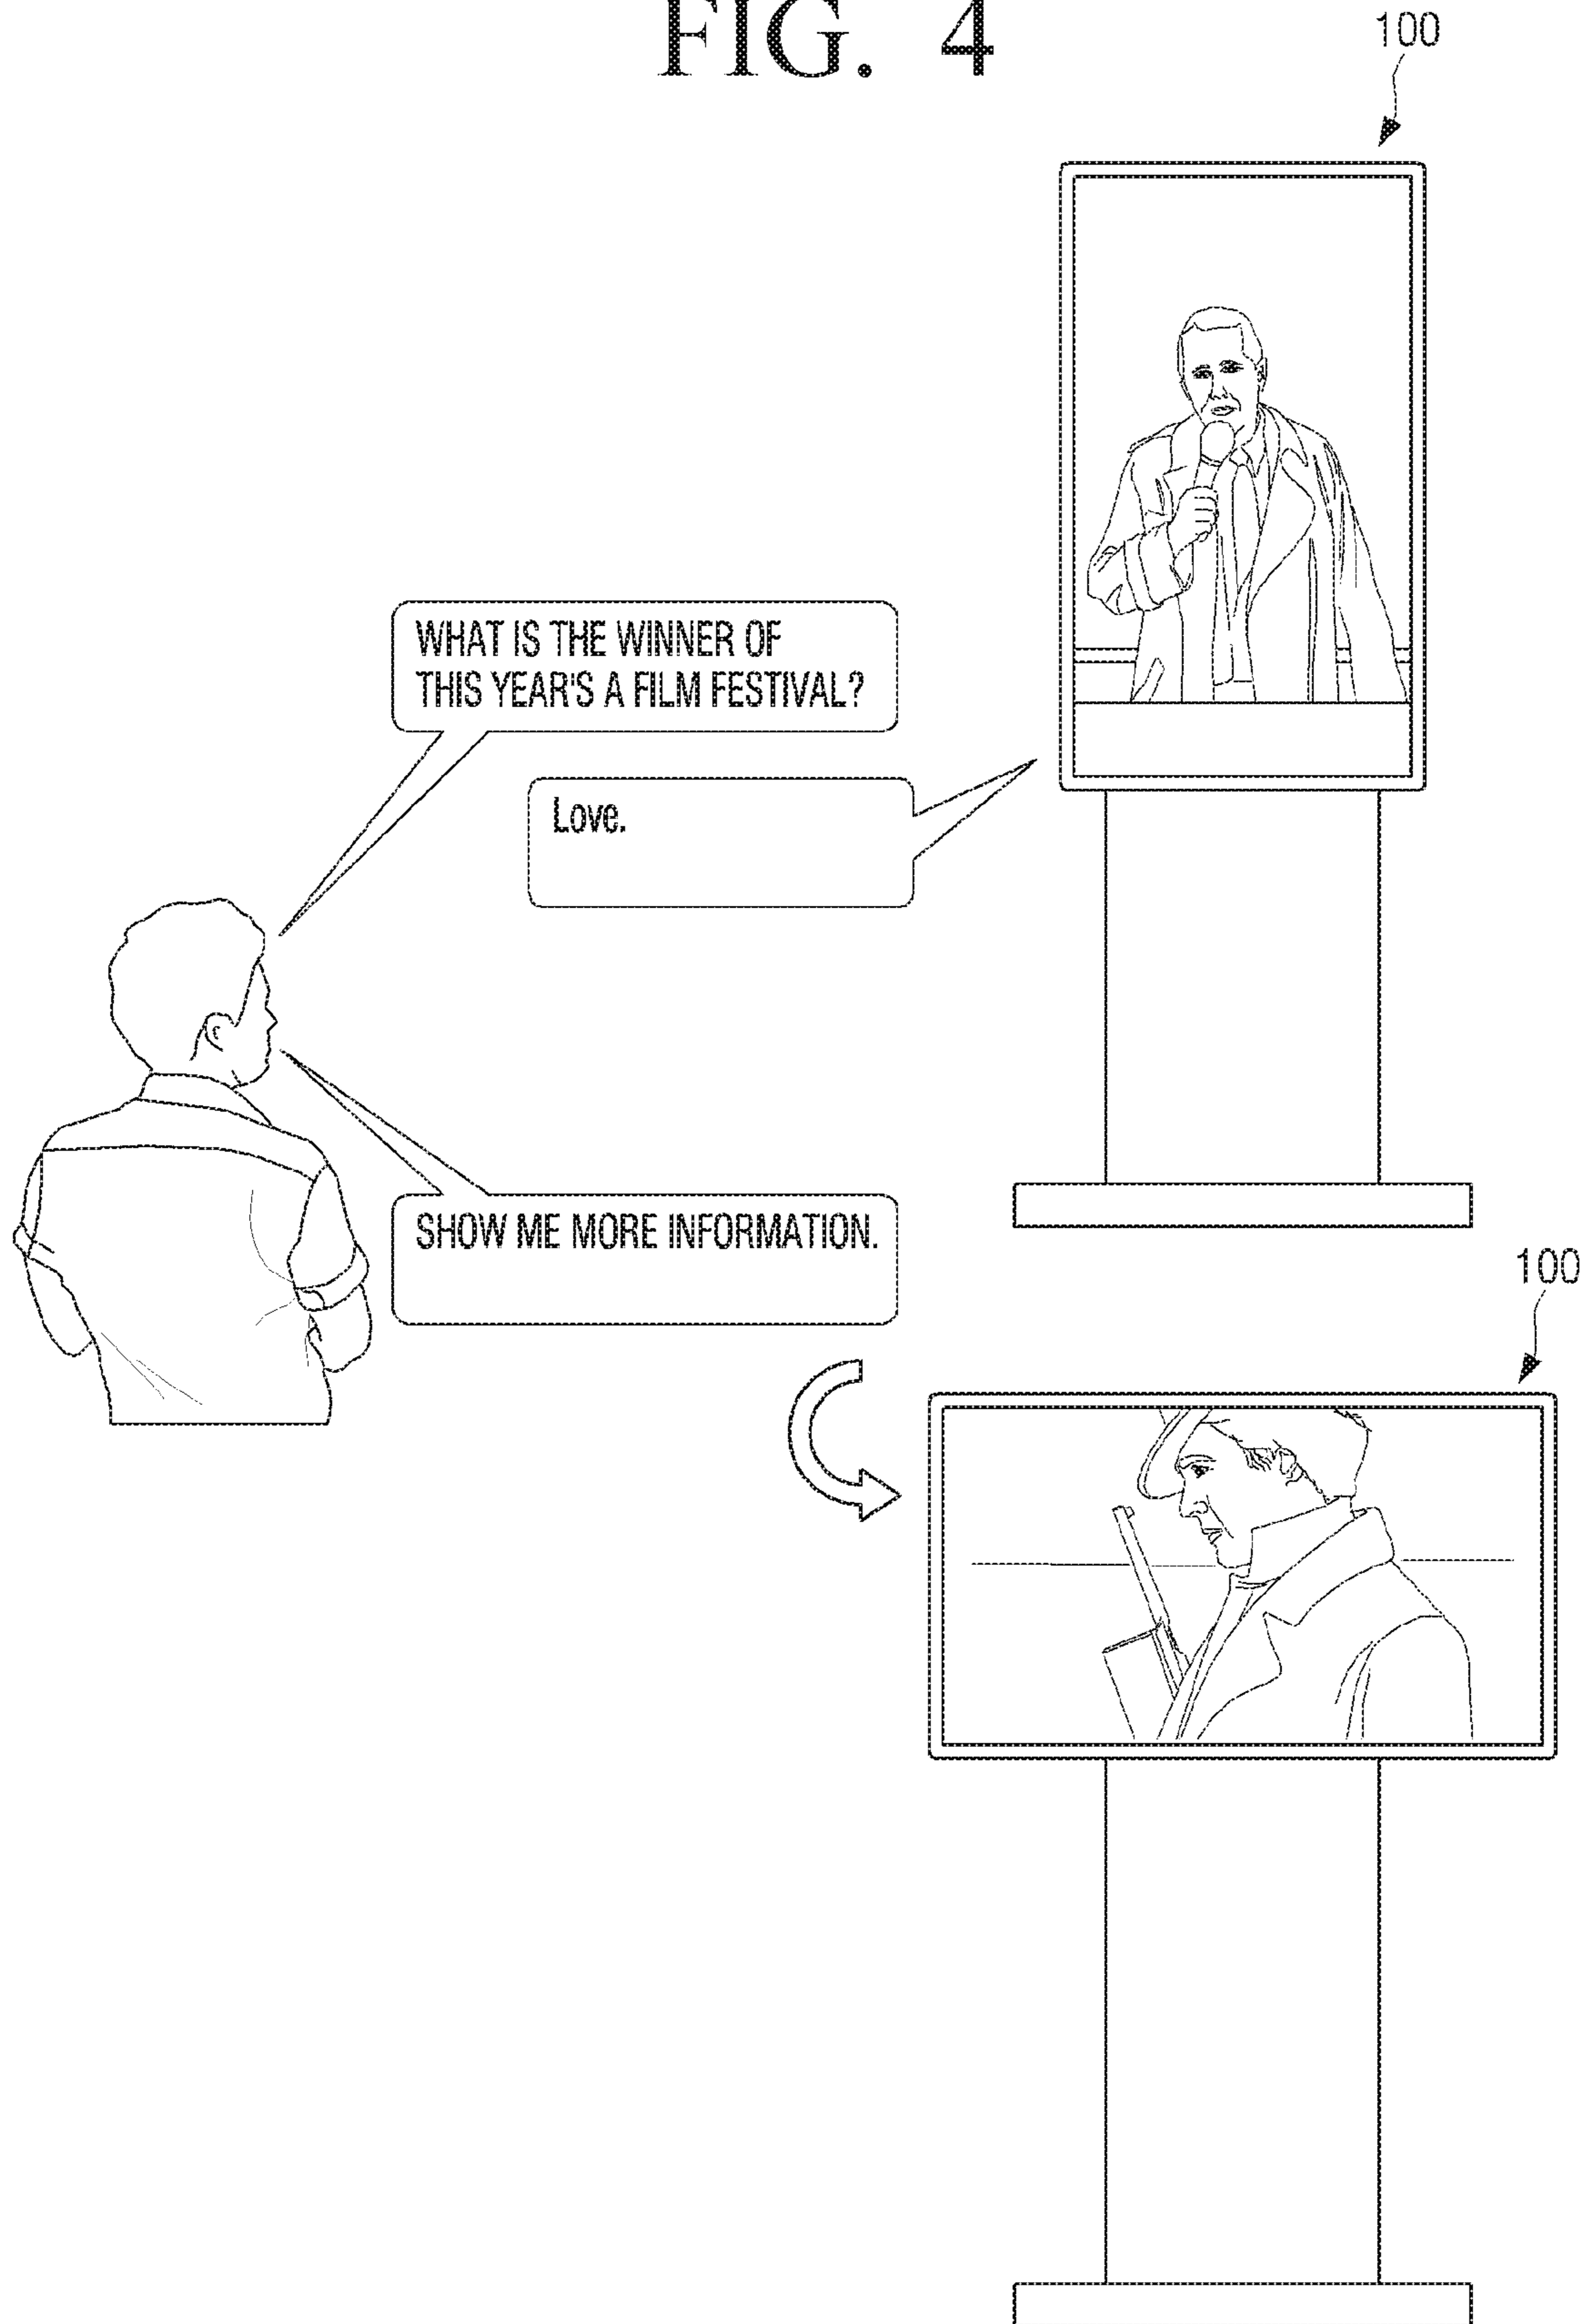 FIG. 4
100
WHAT IS THE WINNER OF
THIS YEAR'S A FILM FESTIVAL?
Love.
SHOW ME MORE INFORMATION.
100